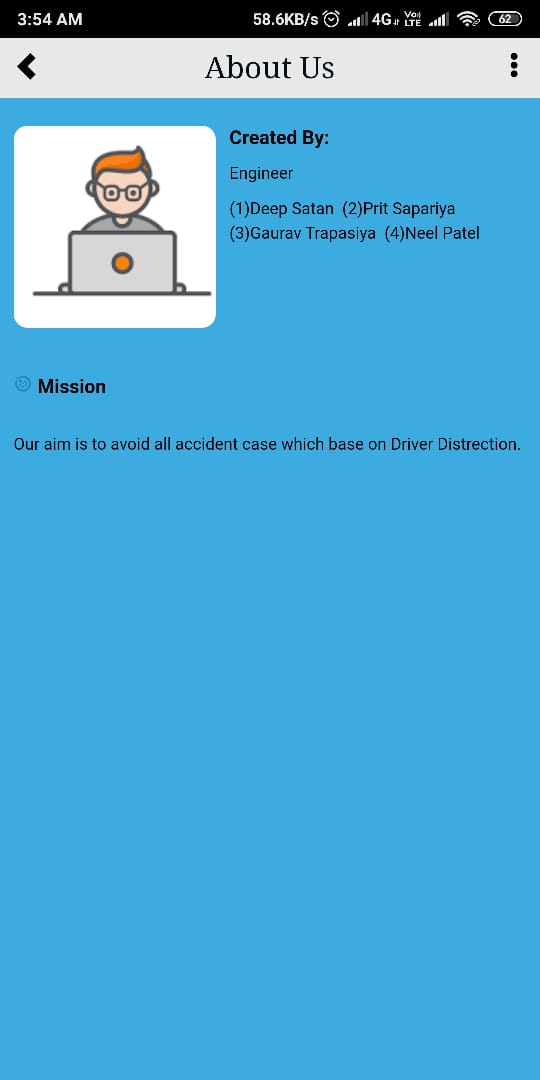 3:54 AM 58.6KB/s 4G Vo)) LTE 62
About Us
Created By:
Engineer
(1)Deep Satan (2)Prit Sapariya
(3)Gaurav Trapasiya (4)Neel Patel
Mission
Our aim is to avoid all accident case which base on Driver Distrection.